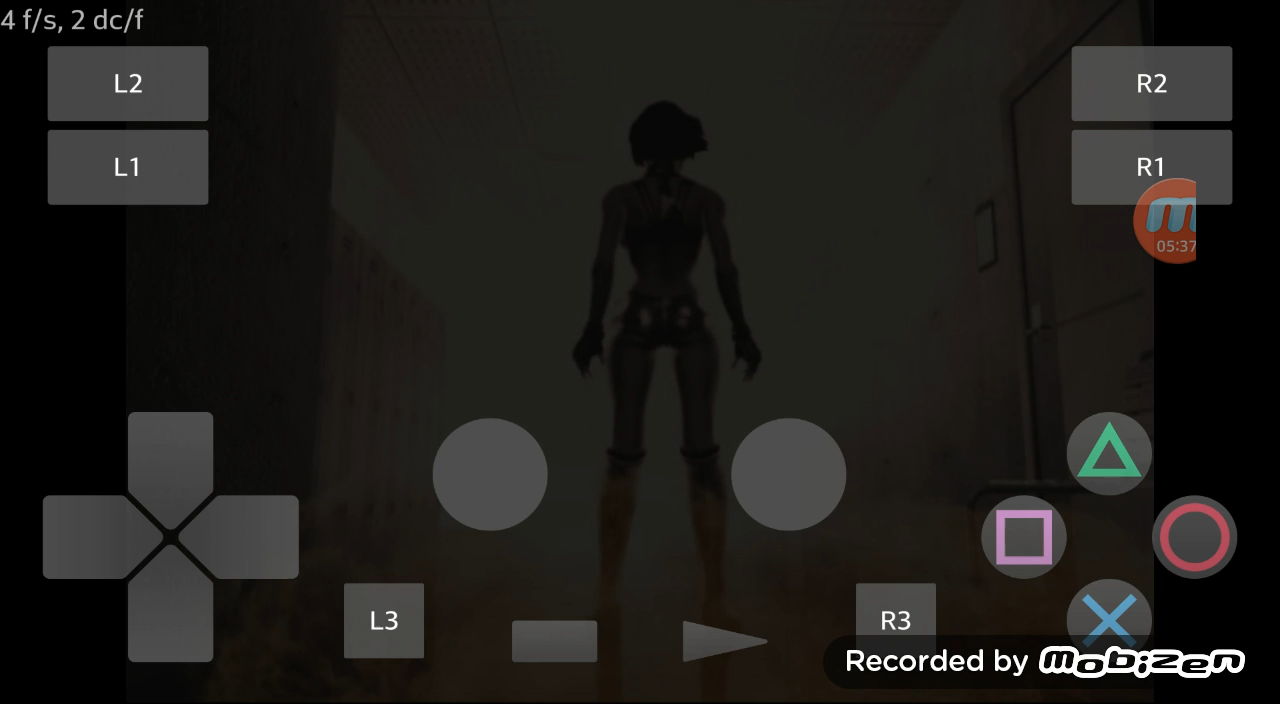 4 f/s, 2 dc/f
L2
R2
L1
R1
05:37
L3
R3
Recorded by mobizen